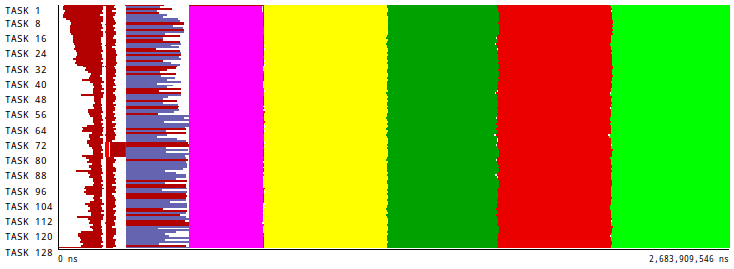 TASK 1
TASK 8
TASK 16
TASK 24
TASK 32
TASK 40
TASK 48
TASK 56
TASK 64
TASK 72
TASK 80
TASK 88
TASK 96
TASK 104
TASK 112
TASK 120
TASK 128
0 ns
2,683,909,546 ns